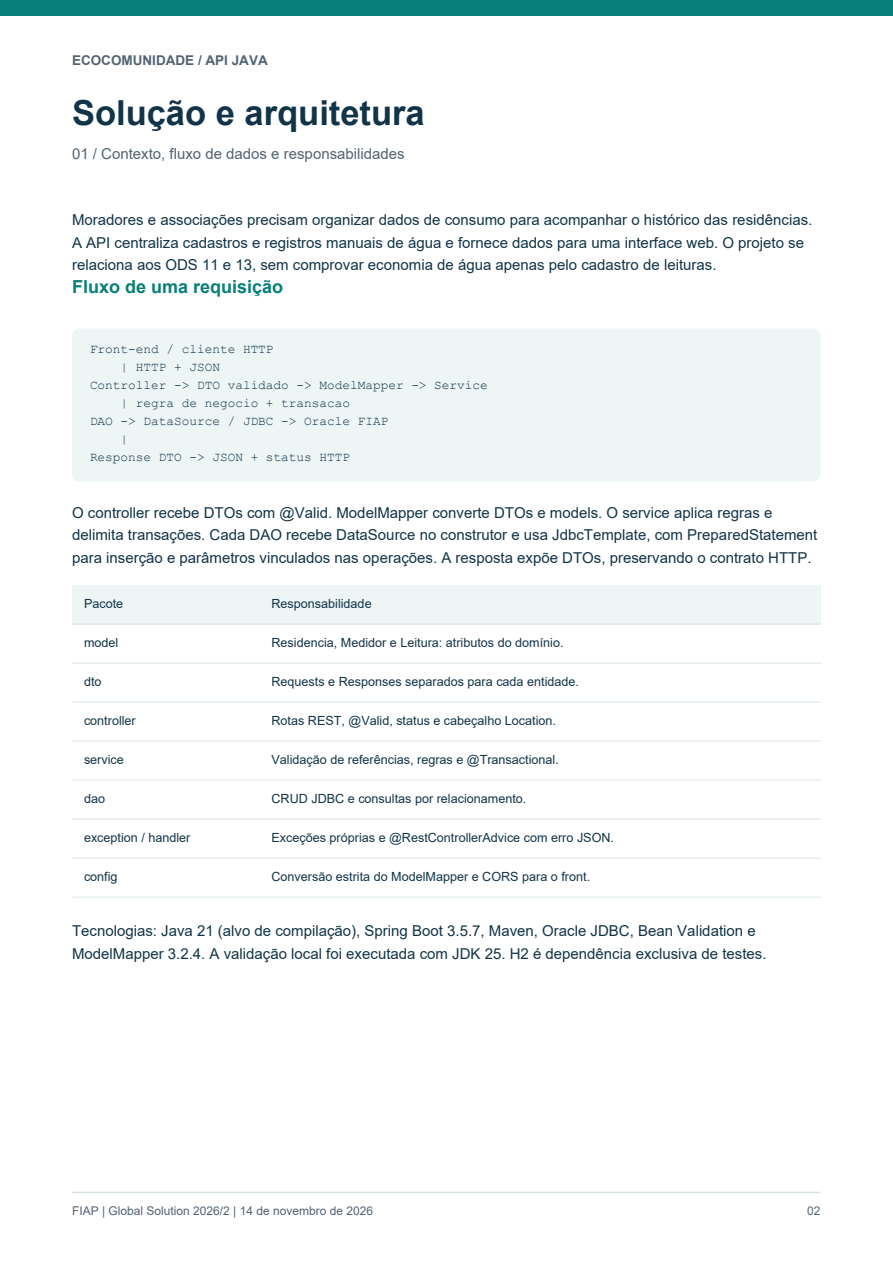 ECOCOMUNIDADE / API JAVA
Solução e arquitetura
01 / Contexto, fluxo de dados e responsabilidades
Moradores e associações precisam organizar dados de consumo para acompanhar o histórico das residências.
A API centraliza cadastros e registros manuais de água e fornece dados para uma interface web. O projeto se
relaciona aos ODS 11 e 13, sem comprovar economia de água apenas pelo cadastro de leituras.
Fluxo de uma requisição
Front-end / cliente HTTP
| HTTP + JSON
Controller -> DTO validado -> ModelMapper -> Service
| regra de negocio + transacao
DAO -> DataSource / JDBC -> Oracle FIAP
|
Response DTO -> JSON + status HTTP
O controller recebe DTOs com @Valid. ModelMapper converte DTOs e models. O service aplica regras e
delimita transações. Cada DAO recebe DataSource no construtor e usa JdbcTemplate, com PreparedStatement
para inserção e parâmetros vinculados nas operações. A resposta expõe DTOs, preservando o contrato HTTP.
Pacote Responsabilidade
model Residencia, Medidor e Leitura: atributos do domínio.
dto Requests e Responses separados para cada entidade.
controller Rotas REST, @Valid, status e cabeçalho Location.
service Validação de referências, regras e @Transactional.
dao CRUD JDBC e consultas por relacionamento.
exception / handler Exceções próprias e @RestControllerAdvice com erro JSON.
config Conversão estrita do ModelMapper e CORS para o front.
Tecnologias: Java 21 (alvo de compilação), Spring Boot 3.5.7, Maven, Oracle JDBC, Bean Validation e
ModelMapper 3.2.4. A validação local foi executada com JDK 25. H2 é dependência exclusiva de testes.
FIAP | Global Solution 2026/2 | 14 de novembro de 2026 02